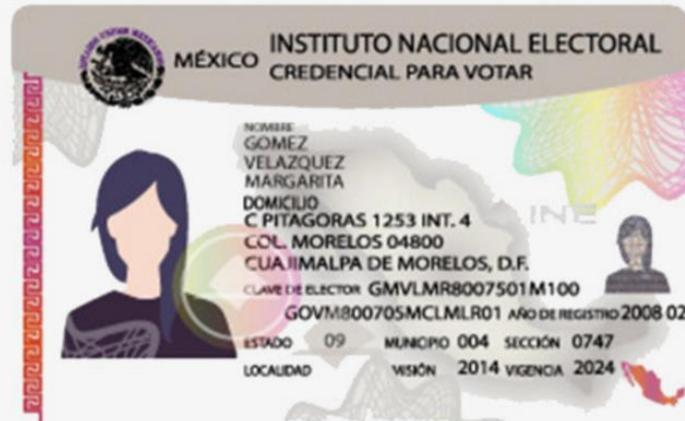 MÉXICO INSTITUTO NACIONAL ELECTORAL
CREDENCIAL PARA VOTAR
NOMBRE
GOMEZ
VELAZQUEZ
MARGARITA
DOMICILIO
C PITAGORAS 1253 INT. 4
COL. MORELOS 04800
CUAJIMALPA DE MORELOS, D.F.
INE
CLAVE DE ELECTOR GMVLMR8007501M100
GOVM800705MCLMLR01 AÑO DE REGISTRO 2008 02
ESTADO 09 MUNICIPIO 004 SECCIÓN 0747
LOCALIDAD MISIÓN 2014 VIGENCIA 2024